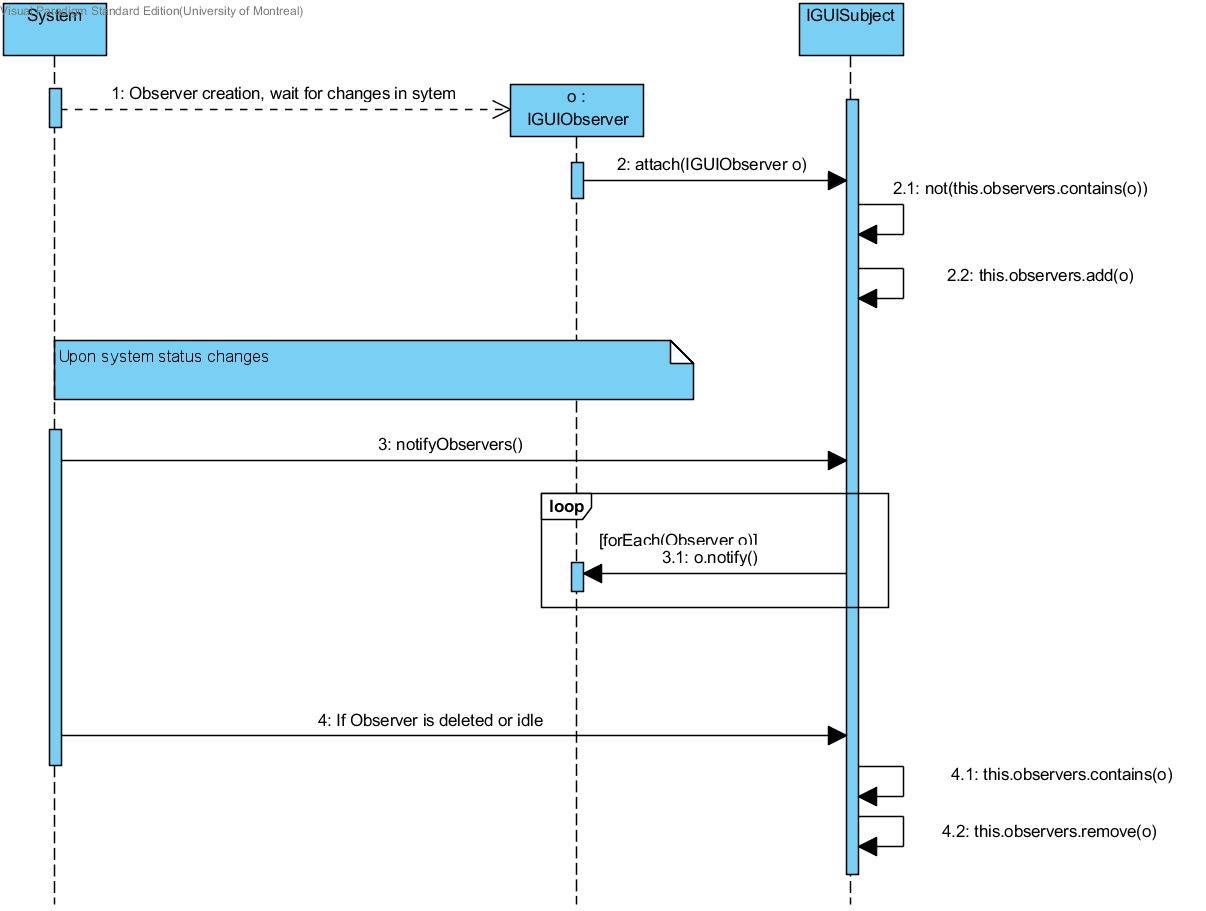 Visual Paradigm Standard Edition(University of Montreal)
System
IGUISubject
1: Observer creation, wait for changes in sytem
o :
IGUIObserver
2: attach(IGUIObserver o)
2.1: not(this.observers.contains(o))
2.2: this.observers.add(o)
Upon system status changes
3: notifyObservers()
loop
[forEach(Observer o)]
3.1: o.notify()
4: If Observer is deleted or idle
4.1: this.observers.contains(o)
4.2: this.observers.remove(o)